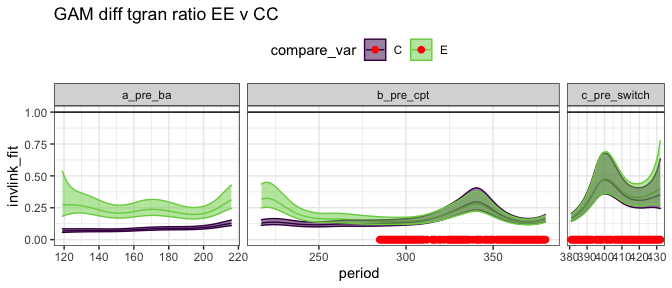 GAM diff tgran ratio EE v CC
compare_var C E
a_pre_ba b_pre_cpt c_pre_switch
invlink_fit
1.00
0.75
0.50
0.25
0.00
120 140 160 180 200 220 250 300 350 380 390 400 410 420 430
period